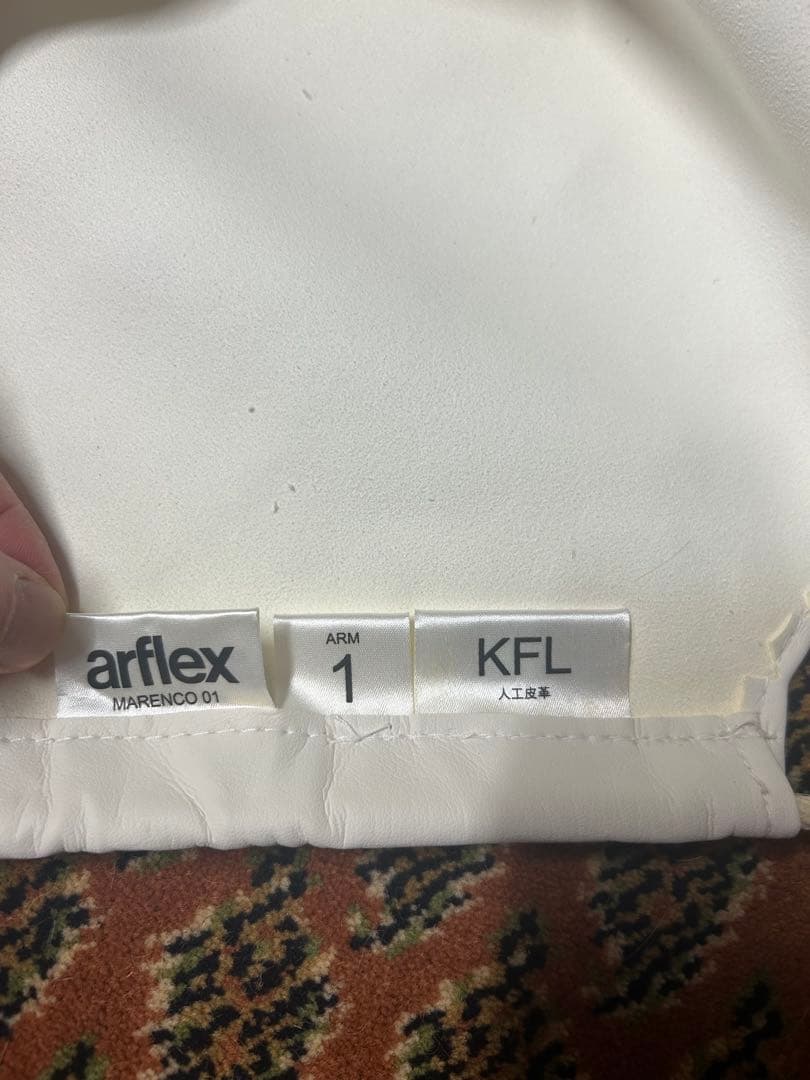 arflex
MARENCO 01
ARM
1
KFL
人工皮革